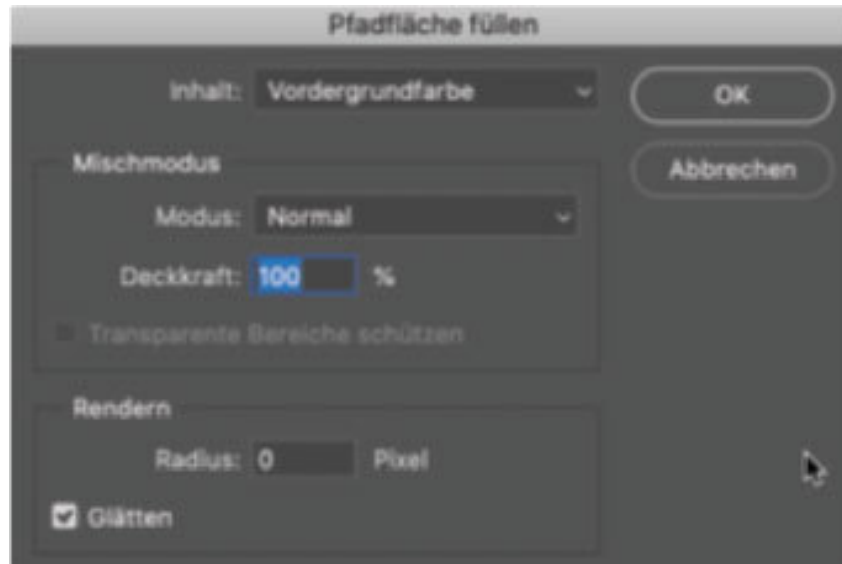 Pfadfläche füllen
Inhalt: Vordergrundfarbe
OK
Mischmodus
Abbrechen
Modus: Normal
Deckkraft: 100 %
Transparente Bereiche schützen
Rendern
Radius: 0 Pixel
Glätten